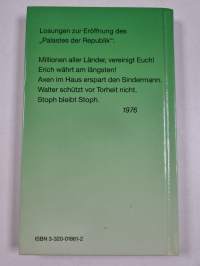 Losungen zur Eröffnung des
„Palastes der Republik":
Millionen aller Länder, vereinigt Euch!
Erich währt am längsten!
Axen im Haus erspart den Sindermann.
Walter schützt vor Torheit nicht.
Stoph bleibt Stoph.
1976
ISBN 3-320-01861-2